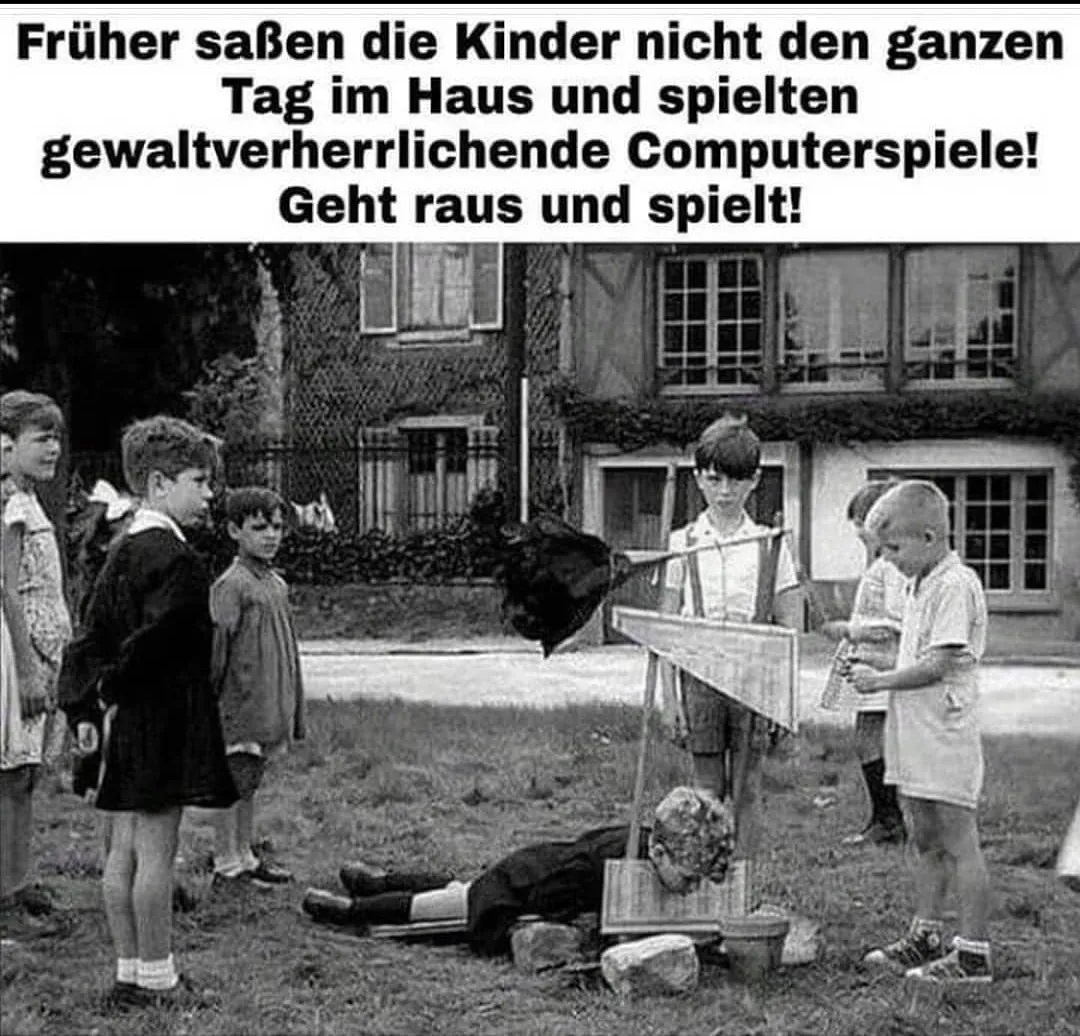 Früher saßen die Kinder nicht den ganzen
Tag im Haus und spielten
gewaltverherrlichende Computerspiele!
Geht raus und spielt!